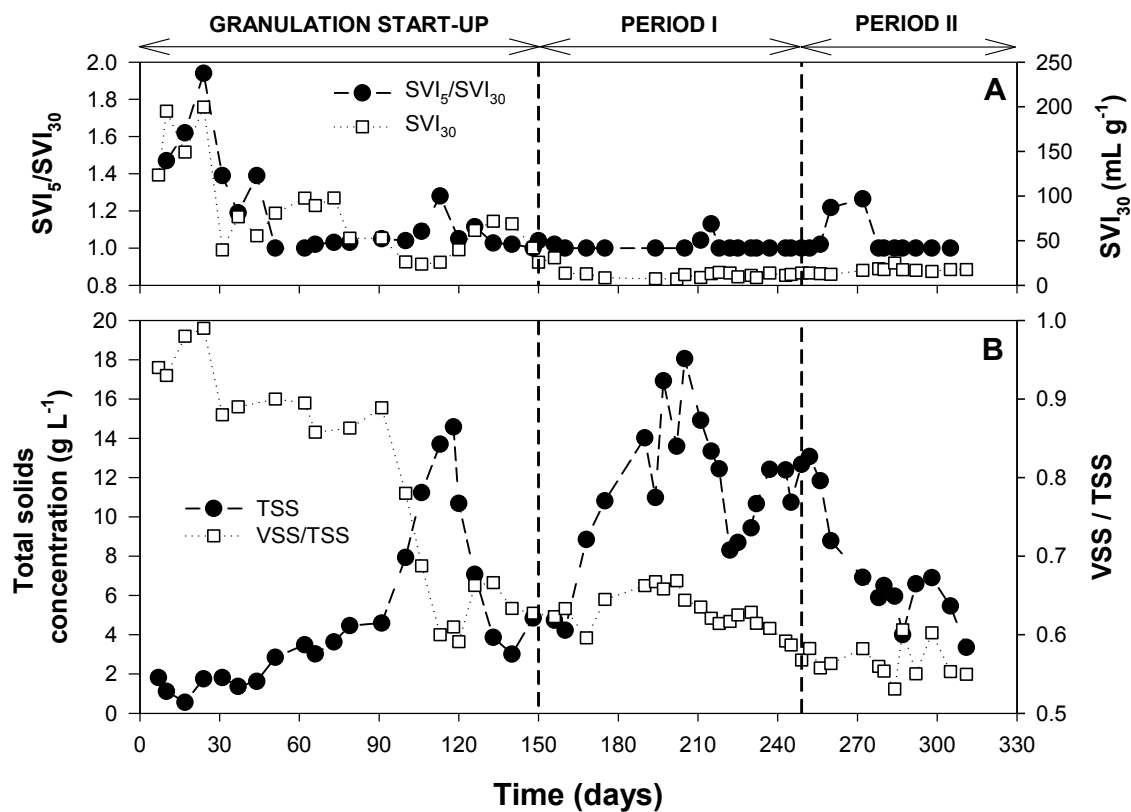 GRANULATION START-UP PERIOD I PERIOD II
A
SVI5/SVI30
SVI30
2.0
1.8
1.6
1.4
1.2
1.0
0.8
SVI5/SVI30
250
200
150
100
50
0
SVI30 (mL g-1)
B
TSS
VSS/TSS
20
18
16
14
12
10
8
6
4
2
0
Total solids
concentration (g L-1)
1.0
0.9
0.8
0.7
0.6
0.5
VSS / TSS
0 30 60 90 120 150 180 210 240 270 300 330
Time (days)